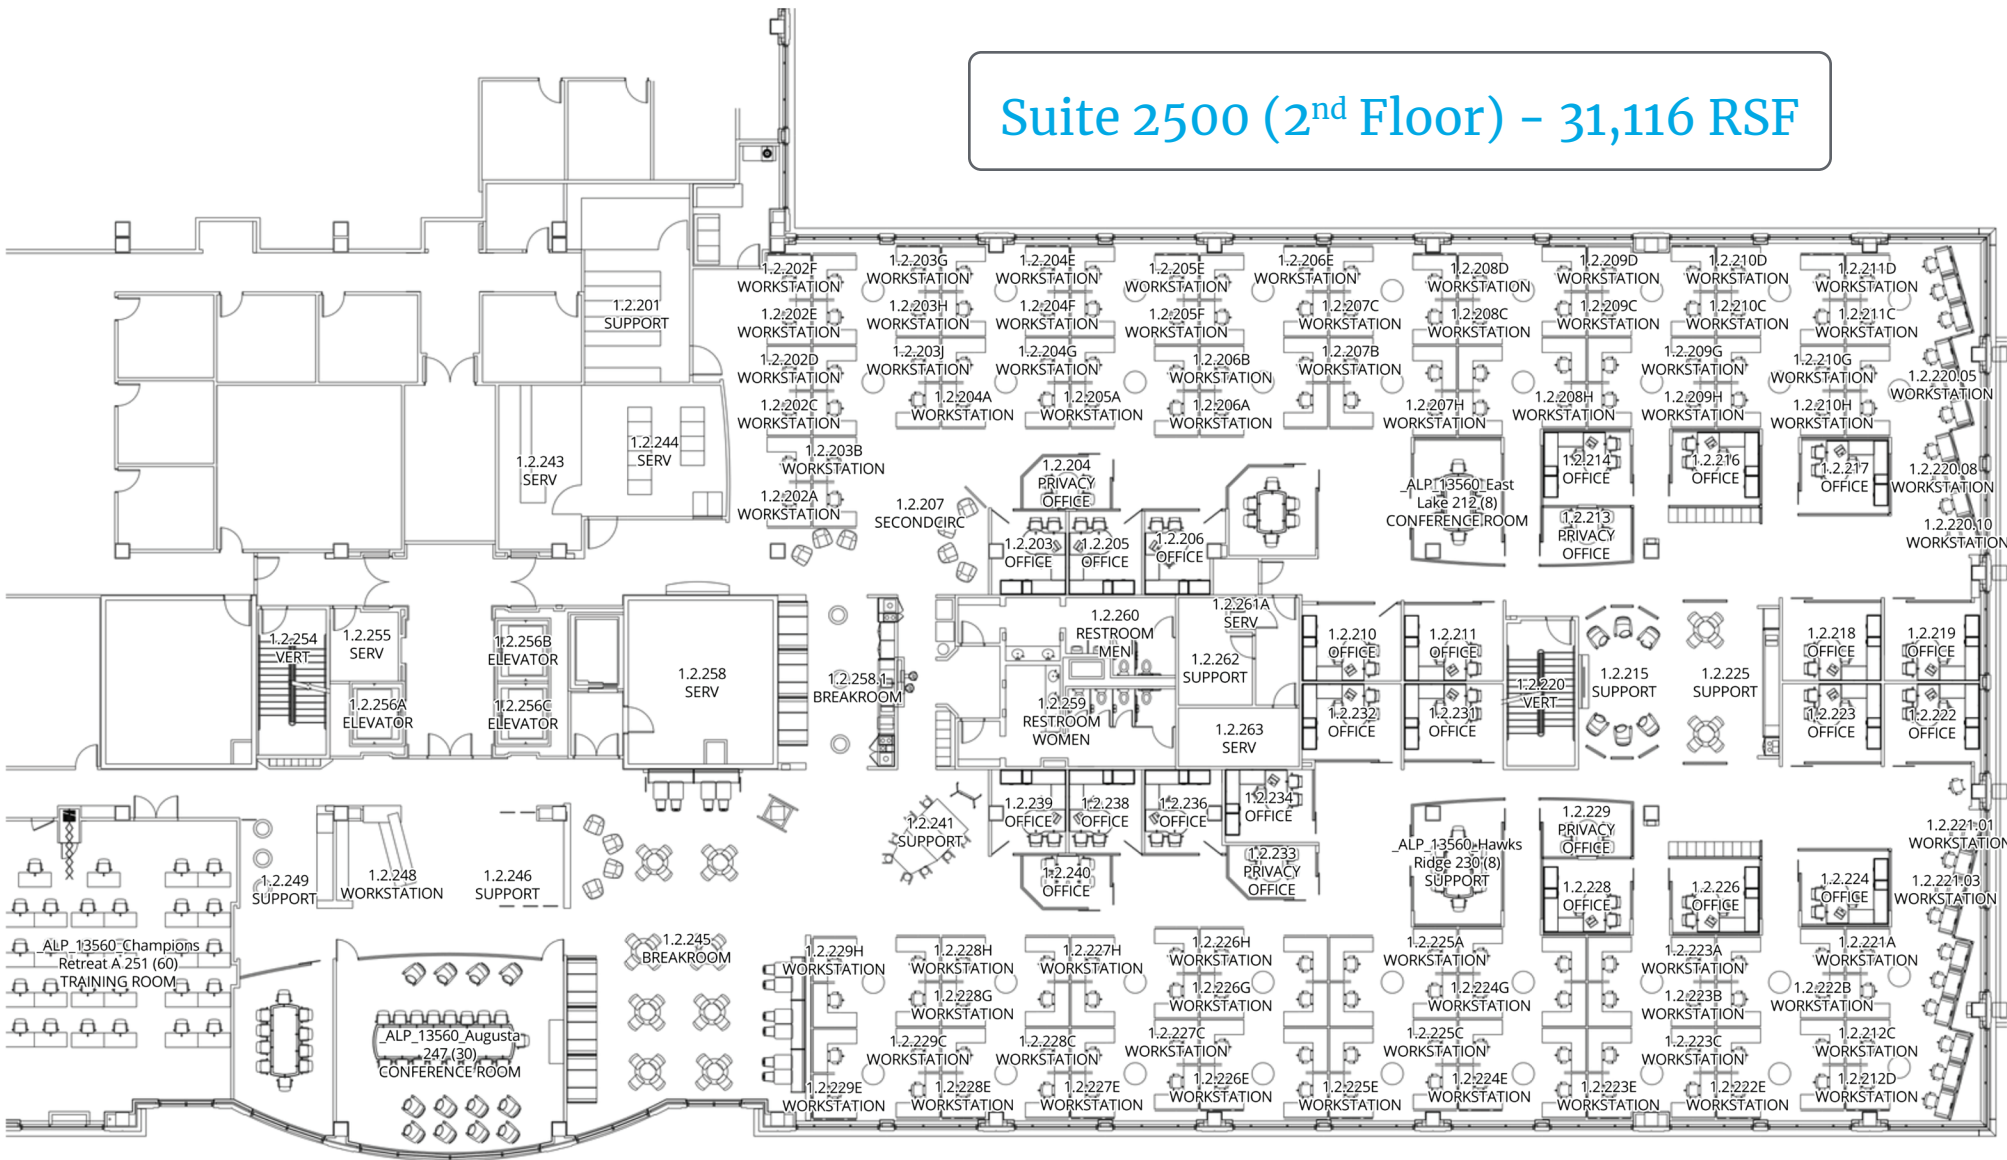 Suite 2500 (2nd Floor) - 31,116 RSF
1.2.202F
WORKSTATION
1.2.203G
WORKSTATION
1.2.204E
WORKSTATION
1.2.205E
WORKSTATION
1.2.206E
WORKSTATION
1.2.208D
WORKSTATION
1.2.209D
WORKSTATION
1.2.210D
WORKSTATION
1.2.211D
WORKSTATION
1.2.201
SUPPORT
1.2.202E
WORKSTATION
1.2.203H
WORKSTATION
1.2.204F
WORKSTATION
1.2.205F
WORKSTATION
1.2.207C
WORKSTATION
1.2.208C
WORKSTATION
1.2.209C
WORKSTATION
1.2.210C
WORKSTATION
1.2.211C
WORKSTATION
1.2.202D
WORKSTATION
1.2.203J
WORKSTATION
1.2.204G
WORKSTATION
1.2.206B
WORKSTATION
1.2.207B
WORKSTATION
1.2.209G
WORKSTATION
1.2.210G
WORKSTATION
1.2.220.05
WORKSTATION
1.2.202C
WORKSTATION
1.2.204A
WORKSTATION
1.2.205A
WORKSTATION
1.2.206A
WORKSTATION
1.2.207H
WORKSTATION
1.2.208H
WORKSTATION
1.2.209H
WORKSTATION
1.2.210H
WORKSTATION
1.2.243
SERV
1.2.244
SERV
1.2.203B
WORKSTATION
1.2.202A
WORKSTATION
1.2.207
SECONDCIRC
1.2.204
PRIVACY
OFFICE
_ALP_13560_East
Lake 212 (8)
CONFERENCE ROOM
1.2.214
OFFICE
1.2.216
OFFICE
1.2.217
OFFICE
1.2.220.08
WORKSTATION
1.2.213
PRIVACY
OFFICE
1.2.220.10
WORKSTATION
1.2.203
OFFICE
1.2.205
OFFICE
1.2.206
OFFICE
1.2.254
VERT
1.2.255
SERV
1.2.256B
ELEVATOR
1.2.256A
ELEVATOR
1.2.256C
ELEVATOR
1.2.258
SERV
1.2.258.1
BREAKROOM
1.2.260
RESTROOM
MEN
1.2.261A
SERV
1.2.262
SUPPORT
1.2.259
RESTROOM
WOMEN
1.2.263
SERV
1.2.210
OFFICE
1.2.211
OFFICE
1.2.232
OFFICE
1.2.231
OFFICE
1.2.220
VERT
1.2.215
SUPPORT
1.2.225
SUPPORT
1.2.218
OFFICE
1.2.219
OFFICE
1.2.223
OFFICE
1.2.222
OFFICE
1.2.239
OFFICE
1.2.238
OFFICE
1.2.236
OFFICE
1.2.234
OFFICE
1.2.241
SUPPORT
1.2.240
OFFICE
1.2.233
PRIVACY
OFFICE
_ALP_13560_Hawks
Ridge 230 (8)
SUPPORT
1.2.229
PRIVACY
OFFICE
1.2.228
OFFICE
1.2.226
OFFICE
1.2.224
OFFICE
1.2.221.01
WORKSTATION
1.2.221.03
WORKSTATION
1.2.249
SUPPORT
1.2.248
WORKSTATION
1.2.246
SUPPORT
_ALP_13560_Champions
Retreat A 251 (60)
TRAINING ROOM
_ALP_13560_Augusta
247 (30)
CONFERENCE ROOM
1.2.245
BREAKROOM
1.2.229H
WORKSTATION
1.2.228H
WORKSTATION
1.2.227H
WORKSTATION
1.2.226H
WORKSTATION
1.2.225A
WORKSTATION
1.2.223A
WORKSTATION
1.2.221A
WORKSTATION
1.2.228G
WORKSTATION
1.2.226G
WORKSTATION
1.2.224G
WORKSTATION
1.2.223B
WORKSTATION
1.2.222B
WORKSTATION
1.2.229C
WORKSTATION
1.2.228C
WORKSTATION
1.2.227C
WORKSTATION
1.2.225C
WORKSTATION
1.2.223C
WORKSTATION
1.2.212C
WORKSTATION
1.2.229E
WORKSTATION
1.2.228E
WORKSTATION
1.2.227E
WORKSTATION
1.2.226E
WORKSTATION
1.2.225E
WORKSTATION
1.2.224E
WORKSTATION
1.2.223E
WORKSTATION
1.2.222E
WORKSTATION
1.2.212D
WORKSTATION